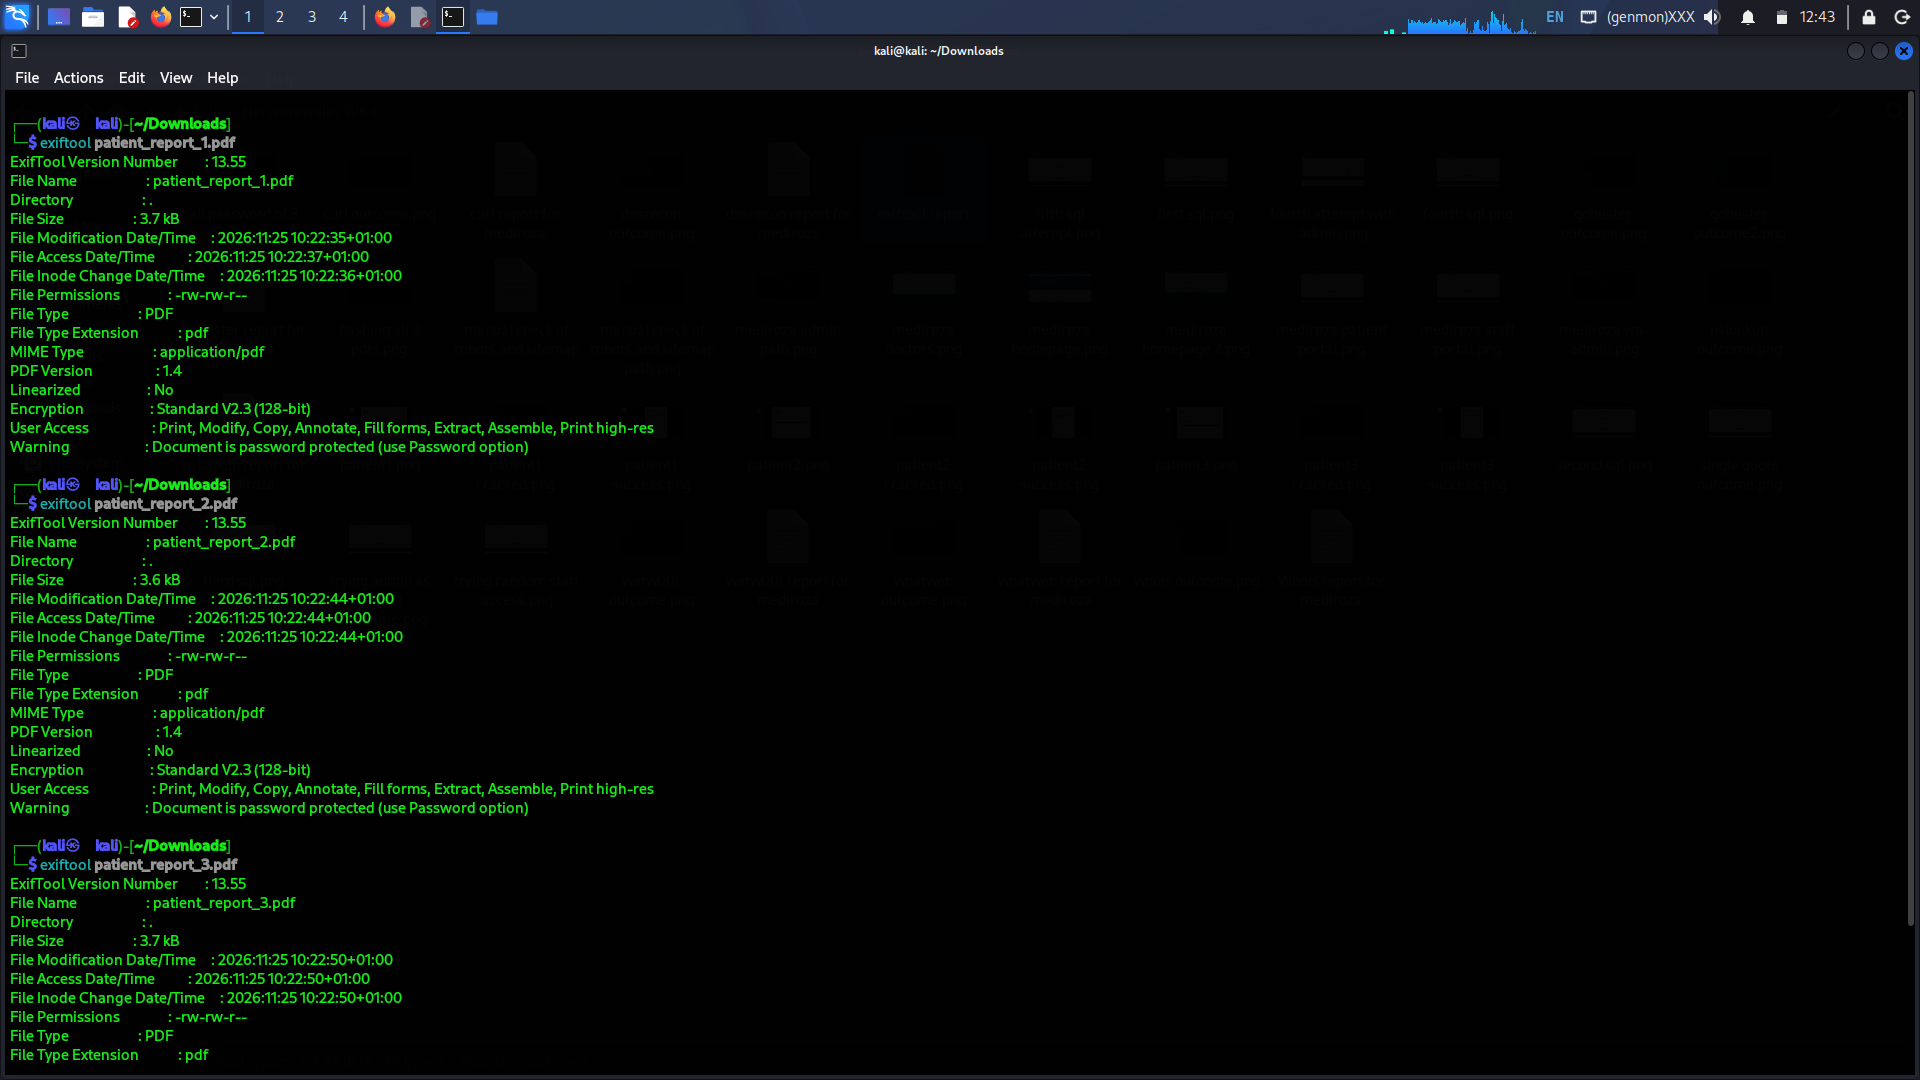 1 2 3 4 EN (genmon)XXX 12:43
kali@kali: ~/Downloads
File Actions Edit View Help
┌──(kali㉿kali)-[~/Downloads]
└─$ exiftool patient_report_1.pdf
ExifTool Version Number : 13.55
File Name : patient_report_1.pdf
Directory : .
File Size : 3.7 kB
File Modification Date/Time : 2026:11:25 10:22:35+01:00
File Access Date/Time : 2026:11:25 10:22:37+01:00
File Inode Change Date/Time : 2026:11:25 10:22:36+01:00
File Permissions : -rw-rw-r--
File Type : PDF
File Type Extension : pdf
MIME Type : application/pdf
PDF Version : 1.4
Linearized : No
Encryption : Standard V2.3 (128-bit)
User Access : Print, Modify, Copy, Annotate, Fill forms, Extract, Assemble, Print high-res
Warning : Document is password protected (use Password option)
┌──(kali㉿kali)-[~/Downloads]
└─$ exiftool patient_report_2.pdf
ExifTool Version Number : 13.55
File Name : patient_report_2.pdf
Directory : .
File Size : 3.6 kB
File Modification Date/Time : 2026:11:25 10:22:44+01:00
File Access Date/Time : 2026:11:25 10:22:44+01:00
File Inode Change Date/Time : 2026:11:25 10:22:44+01:00
File Permissions : -rw-rw-r--
File Type : PDF
File Type Extension : pdf
MIME Type : application/pdf
PDF Version : 1.4
Linearized : No
Encryption : Standard V2.3 (128-bit)
User Access : Print, Modify, Copy, Annotate, Fill forms, Extract, Assemble, Print high-res
Warning : Document is password protected (use Password option)
┌──(kali㉿kali)-[~/Downloads]
└─$ exiftool patient_report_3.pdf
ExifTool Version Number : 13.55
File Name : patient_report_3.pdf
Directory : .
File Size : 3.7 kB
File Modification Date/Time : 2026:11:25 10:22:50+01:00
File Access Date/Time : 2026:11:25 10:22:50+01:00
File Inode Change Date/Time : 2026:11:25 10:22:50+01:00
File Permissions : -rw-rw-r--
File Type : PDF
File Type Extension : pdf